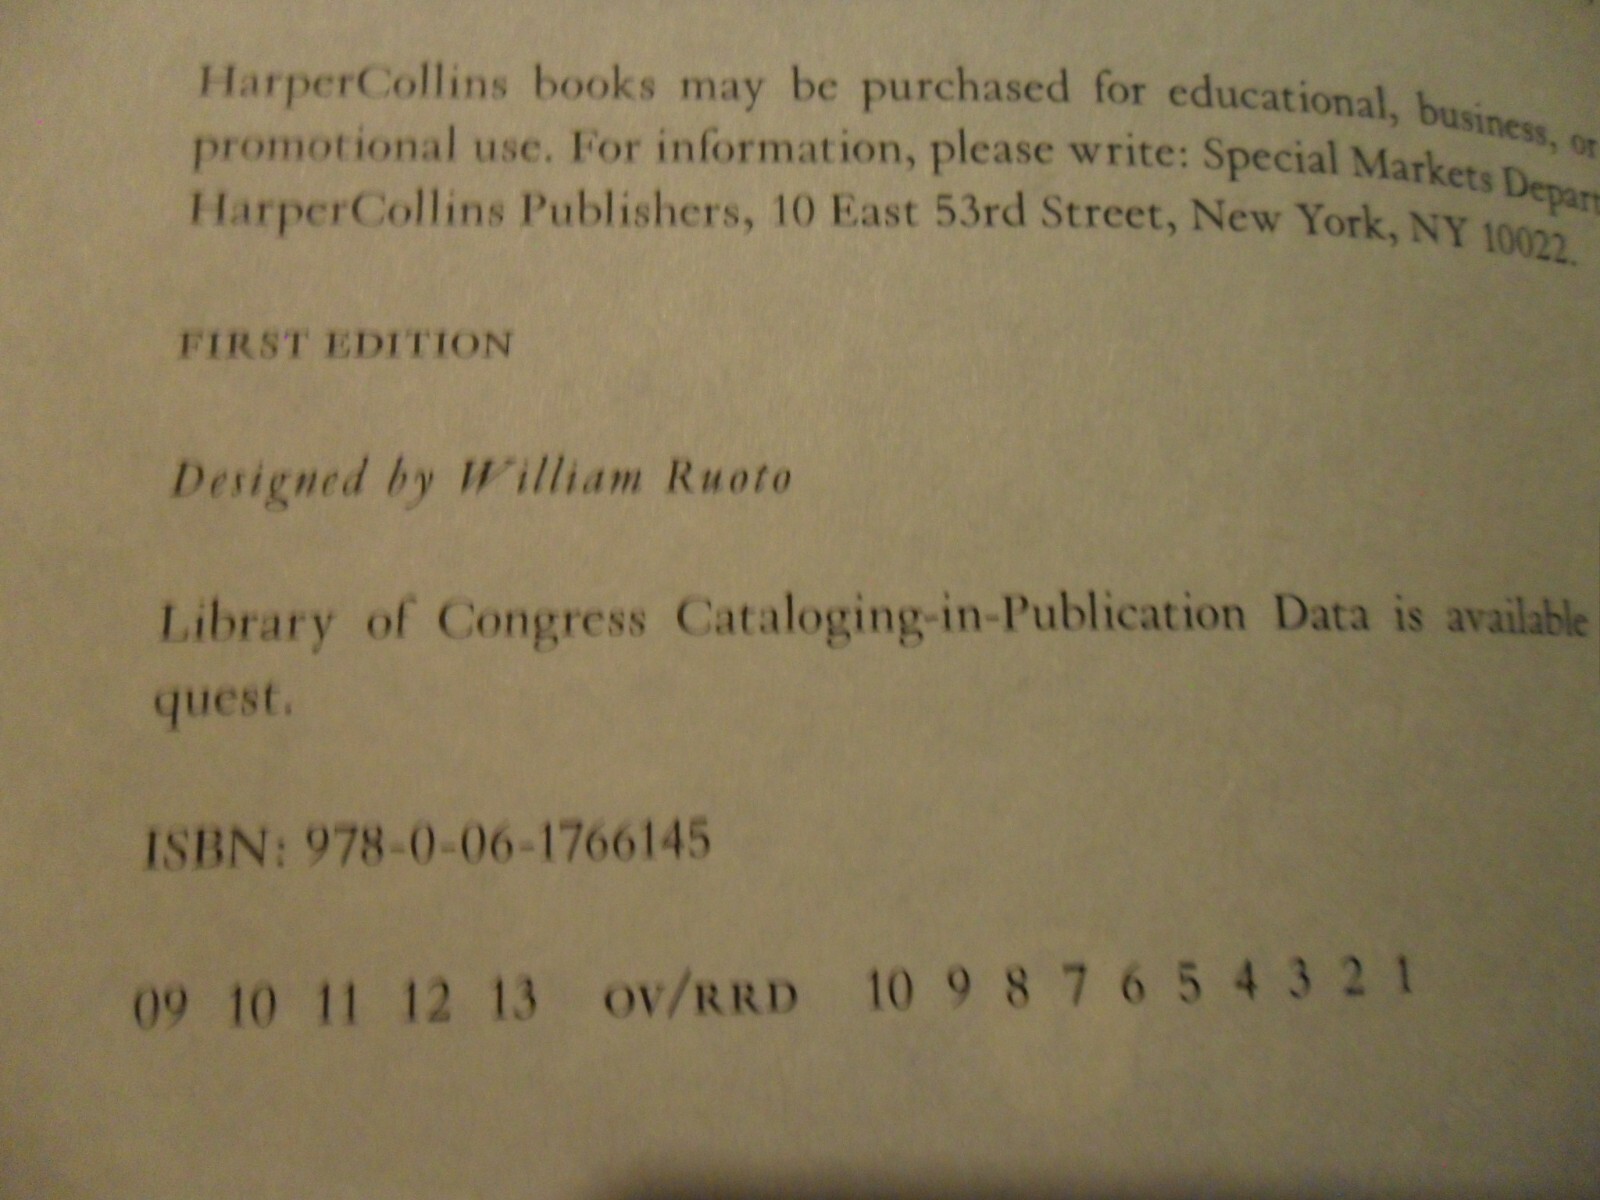 HarperCollins books may be purchased for educational, business, or
promotional use. For information, please write: Special Markets Depart
HarperCollins Publishers, 10 East 53rd Street, New York, NY 10022.
FIRST EDITION
Designed by William Ruoto
Library of Congress Cataloging-in-Publication Data is available
quest.
ISBN: 978-0-06-1766145
09 10 11 12 13 OV/RRD 10 9 8 7 6 5 4 3 2 1